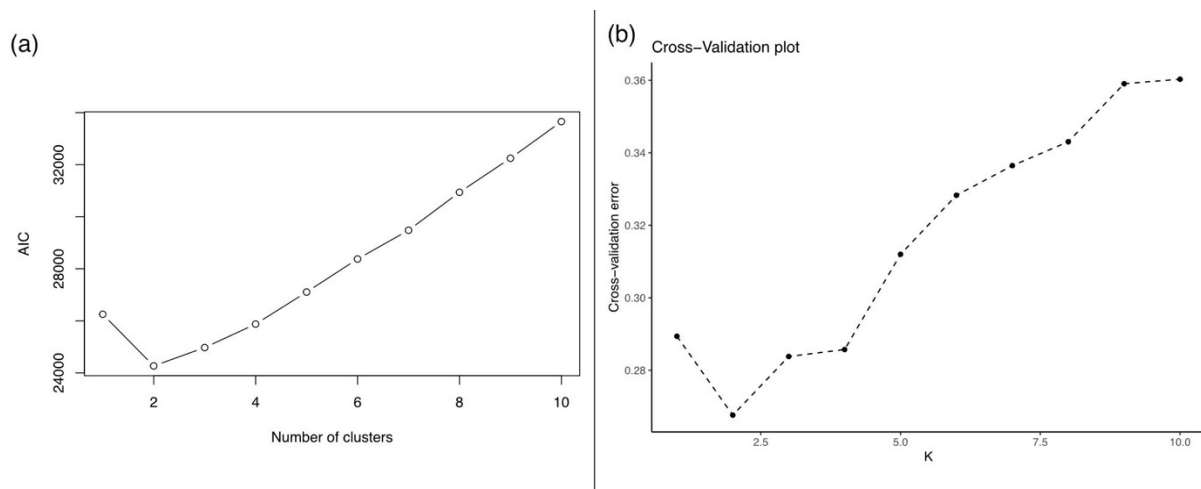 (a)
AIC
32000
28000
24000
2 4 6 8 10
Number of clusters
(b)
Cross-Validation plot
Cross-validation error
0.36
0.34
0.32
0.30
0.28
2.5 5.0 7.5 10.0
K